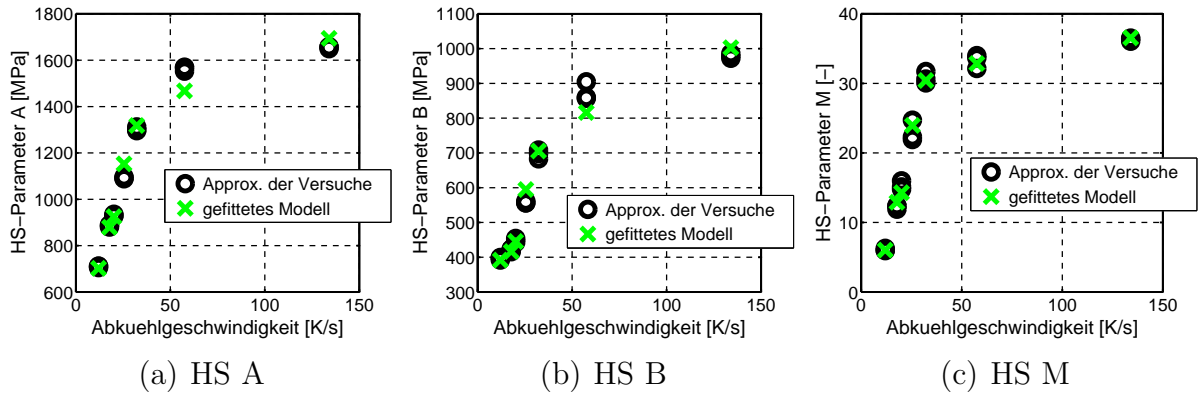 HS−Parameter A [MPa]
1800
1600
1400
1200
1000
800
600
0
50
100
150
Approx. der Versuche
gefittetes Modell
Abkuehlgeschwindigkeit [K/s]
(a) HS A
HS−Parameter B [MPa]
1100
1000
900
800
700
600
500
400
300
0
50
100
150
Approx. der Versuche
gefittetes Modell
Abkuehlgeschwindigkeit [K/s]
(b) HS B
HS−Parameter M [−]
40
30
20
10
0
0
50
100
150
Approx. der Versuche
gefittetes Modell
Abkuehlgeschwindigkeit [K/s]
(c) HS M